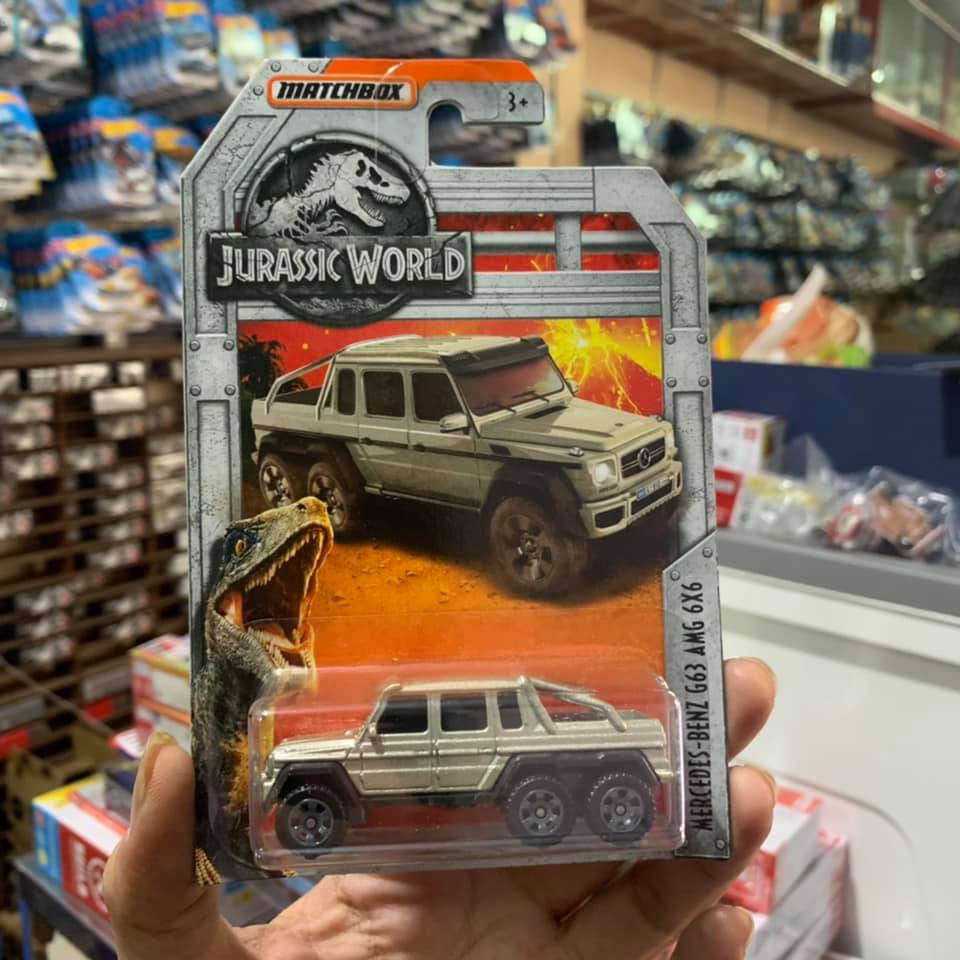 MATCHBOX
3+
JURASSIC WORLD
MERCEDES-BENZ G63 AMG 6X6